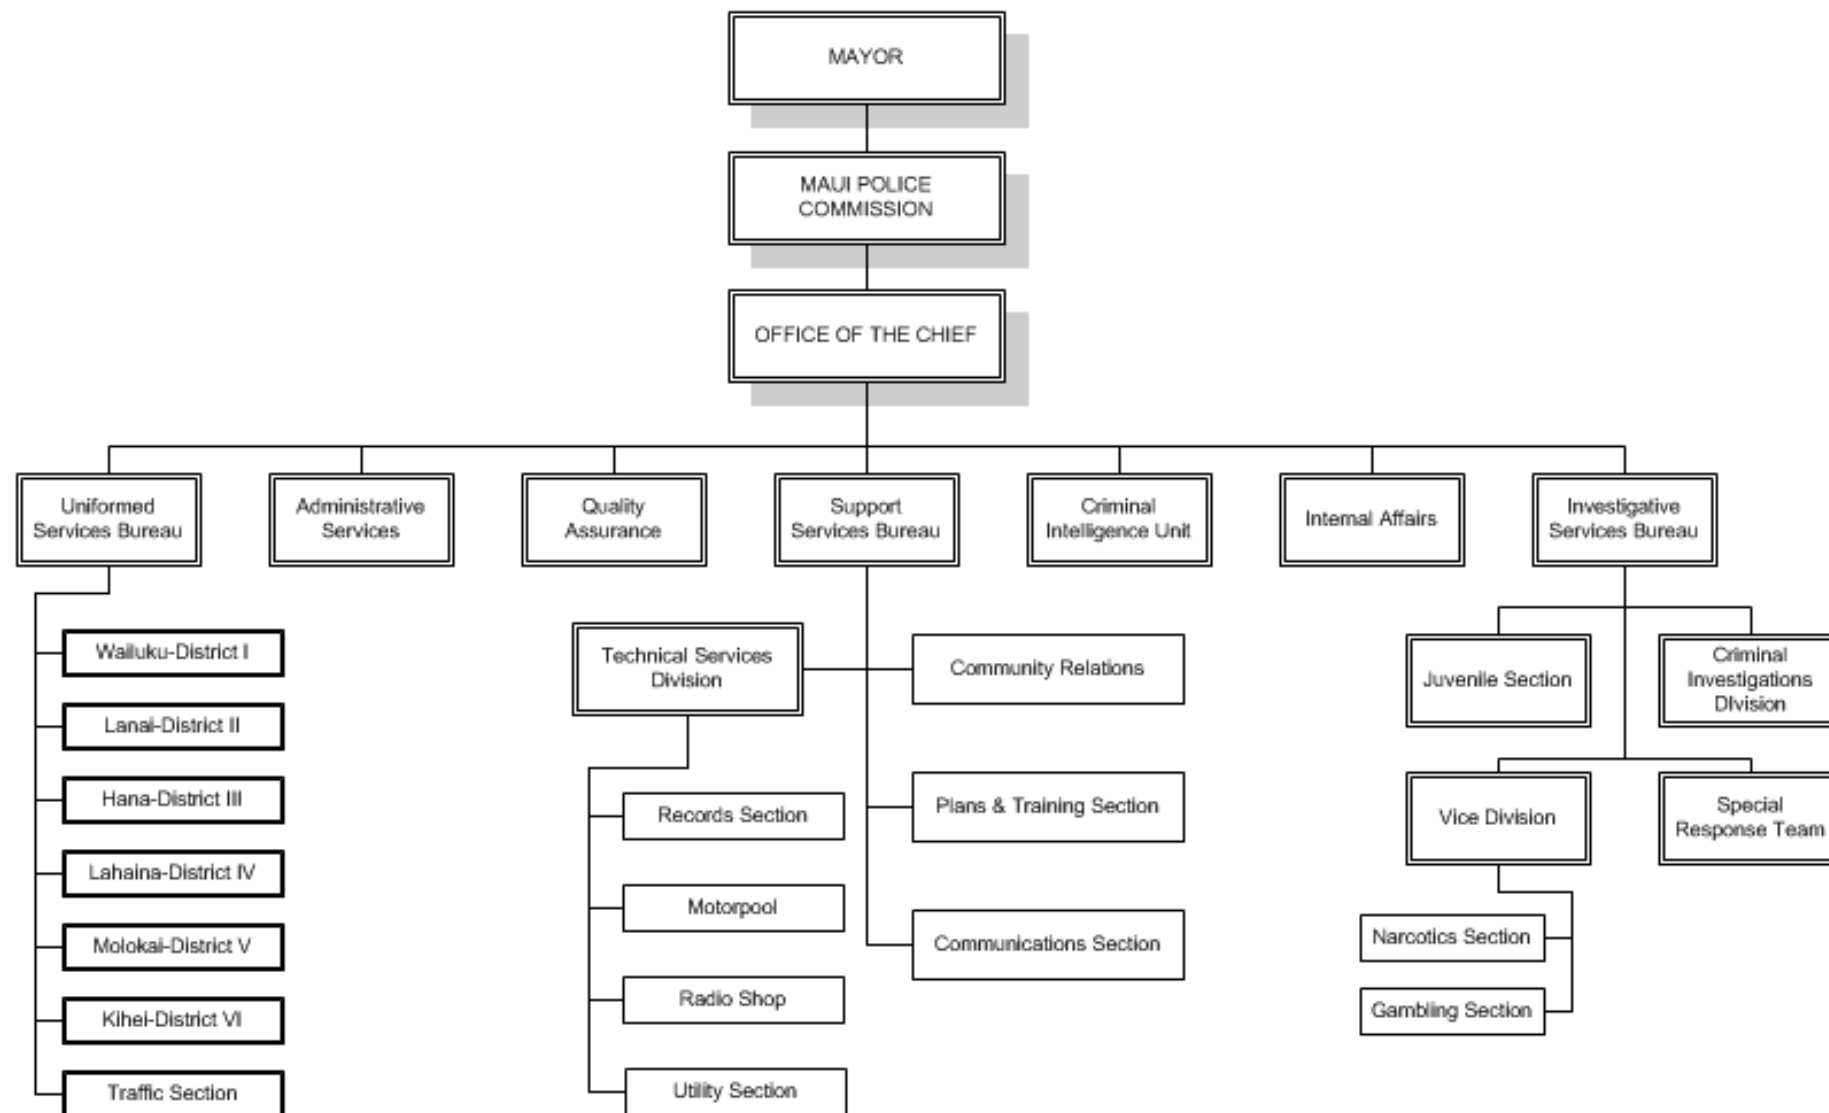 MAYOR
MAUI POLICE
COMMISSION
OFFICE OF THE CHIEF
Uniformed
Services Bureau
Administrative
Services
Quality
Assurance
Support
Services Bureau
Criminal
Intelligence Unit
Internal Affairs
Investigative
Services Bureau
Wailuku-District I
Lanai-District II
Hana-District III
Lahaina-District IV
Molokai-District V
Kihei-District VI
Traffic Section
Technical Services
Division
Records Section
Motorpool
Radio Shop
Utility Section
Community Relations
Plans & Training Section
Communications Section
Juvenile Section
Criminal
Investigations
DIvision
Vice Division
Special
Response Team
Narcotics Section
Gambling Section